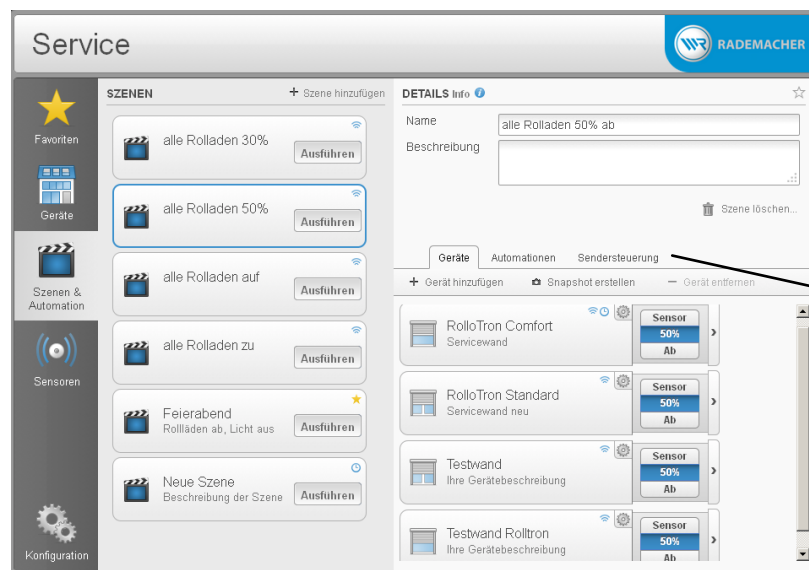 Service
RADEMACHER
Favoriten
Geräte
Szenen &
Automation
Sensoren
Konfiguration
SZENEN
+ Szene hinzufügen
alle Rolladen 30%
Ausführen
alle Rolladen 50%
Ausführen
alle Rolladen auf
Ausführen
alle Rolladen zu
Ausführen
Feierabend
Rolläden ab, Licht aus
Ausführen
Neue Szene
Beschreibung der Szene
Ausführen
DETAILS Info
Name
alle Rolladen 50% ab
Beschreibung
Szene löschen...
Geräte
Automationen
Sendersteuerung
+ Gerät hinzufügen
Snapshot erstellen
− Gerät entfernen
RolloTron Comfort
Servicewand
Sensor
50%
Ab
RolloTron Standard
Servicewand neu
Sensor
50%
Ab
Testwand
Ihre Gerätebeschreibung
Sensor
50%
Ab
Testwand Rolltron
Ihre Gerätebeschreibung
Sensor
50%
Ab